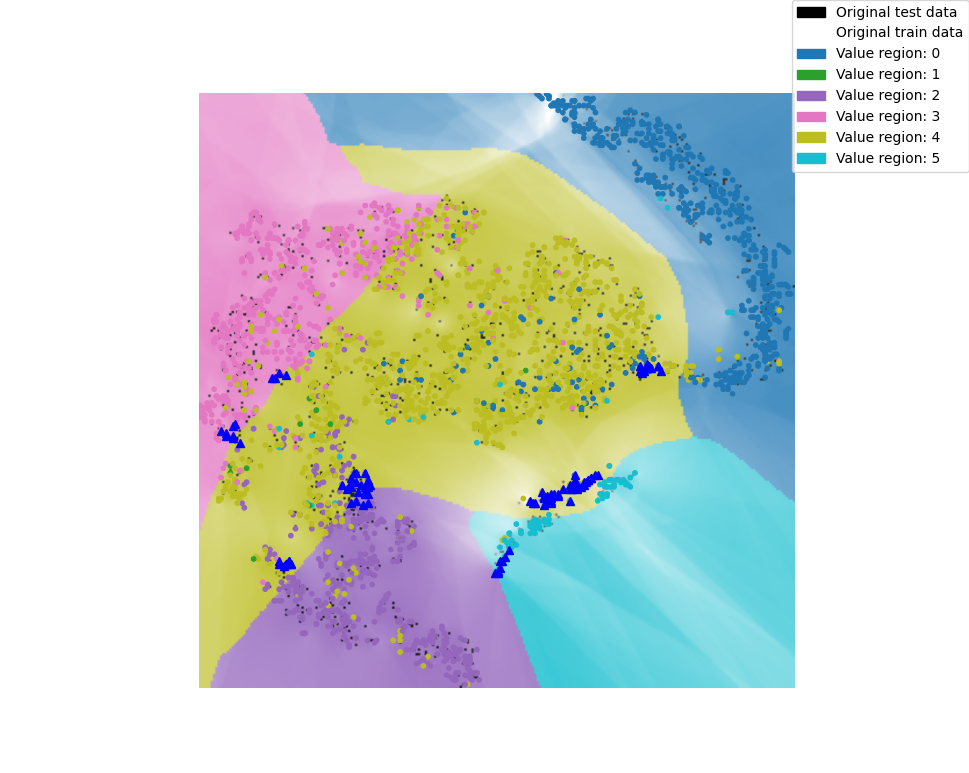 Original test data
Original train data
Value region: 0
Value region: 1
Value region: 2
Value region: 3
Value region: 4
Value region: 5